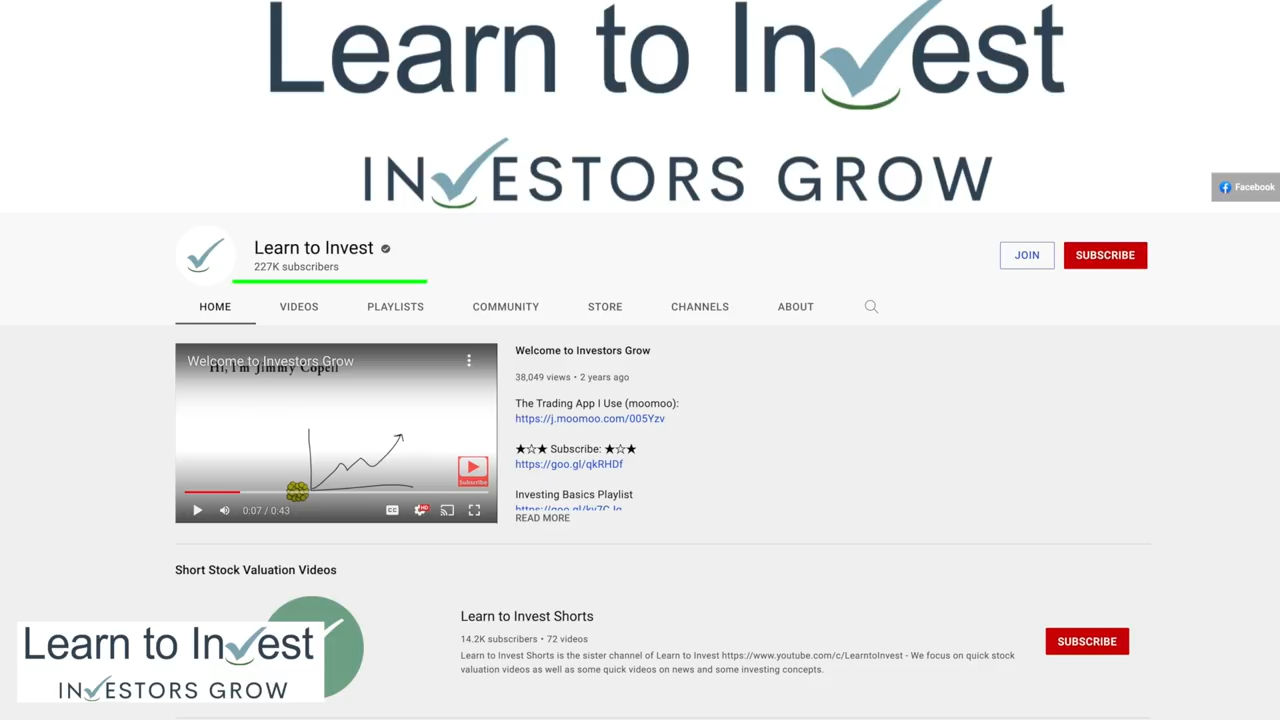 Learn to Invest
INVESTORS GROW
Facebook
Learn to Invest
227K subscribers
JOIN
SUBSCRIBE
HOME
VIDEOS
PLAYLISTS
COMMUNITY
STORE
CHANNELS
ABOUT
Welcome to Investors Grow
Hi, I'm Jimmy
Subscribe
0:07 / 0:43
CC
HD
Welcome to Investors Grow
38,049 views • 2 years ago
The Trading App I Use (moomoo):
https://j.moomoo.com/005Yzv
★☆★ Subscribe: ★☆★
https://goo.gl/qkRHDf
Investing Basics Playlist
READ MORE
Short Stock Valuation Videos
Learn to Invest
INVESTORS GROW
Learn to Invest Shorts
14.2K subscribers • 72 videos
Learn to Invest Shorts is the sister channel of Learn to Invest https://www.youtube.com/c/LearntoInvest - We focus on quick stock
valuation videos as well as some quick videos on news and some investing concepts.
SUBSCRIBE